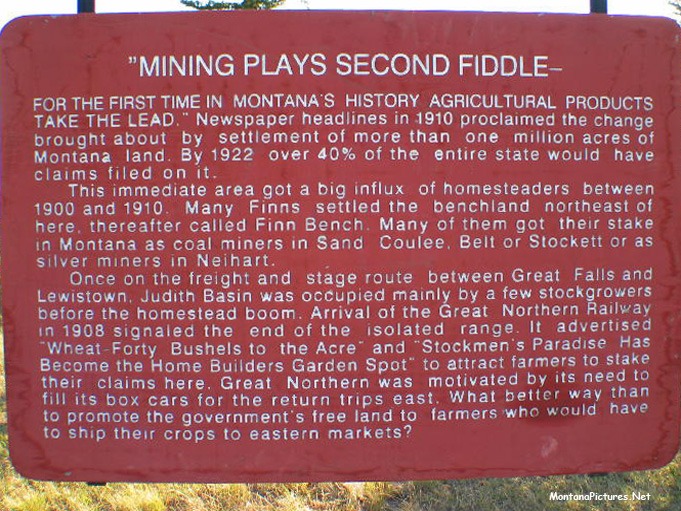 "MINING PLAYS SECOND FIDDLE–
FOR THE FIRST TIME IN MONTANA'S HISTORY AGRICULTURAL PRODUCTS
TAKE THE LEAD." Newspaper headlines in 1910 proclaimed the change
brought about by settlement of more than one million acres of
Montana land. By 1922 over 40% of the entire state would have
claims filed on it.
This immediate area got a big influx of homesteaders between
1900 and 1910. Many Finns settled the benchland northeast of
here, thereafter called Finn Bench. Many of them got their stake
in Montana as coal miners in Sand Coulee, Belt or Stockett or as
silver miners in Neihart.
Once on the freight and stage route between Great Falls and
Lewistown, Judith Basin was occupied mainly by a few stockgrowers
before the homestead boom. Arrival of the Great Northern Railway
in 1908 signaled the end of the isolated range. It advertised
"Wheat-Forty Bushels to the Acre" and "Stockmen's Paradise Has
Become the Home Builders Garden Spot" to attract farmers to stake
their claims here. Great Northern was motivated by its need to
fill its box cars for the return trips east. What better way than
to promote the government's free land to farmers who would have
to ship their crops to eastern markets?
MontanaPictures.Net